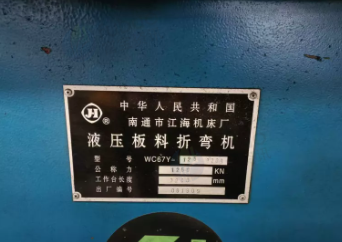 JH ®
中华人民共和国
南通市江海机床厂
液压板料折弯机
型号 WC67Y-
公称力 KN
工作台长度 mm
出厂编号